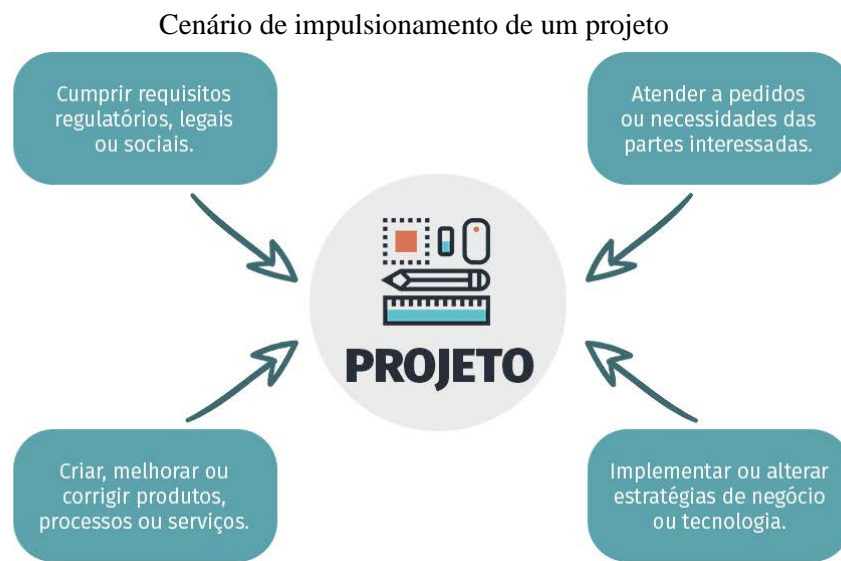 Cenário de impulsionamento de um projeto
Cumprir requisitos
regulatórios, legais
ou sociais.
Atender a pedidos
ou necessidades das
partes interessadas.
PROJETO
Criar, melhorar ou
corrigir produtos,
processos ou serviços.
Implementar ou alterar
estratégias de negócio
ou tecnologia.